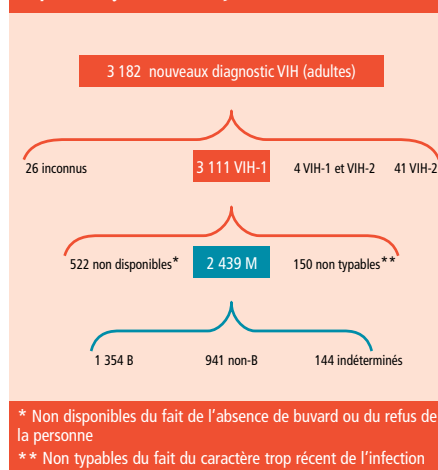 3 182 nouveaux diagnostic VIH (adultes)
26 inconnus
3 111 VIH-1
4 VIH-1 et VIH-2
41 VIH-2
522 non disponibles*
2 439 M
150 non typables**
1 354 B
941 non-B
144 indéterminés
* Non disponibles du fait de l'absence de buvard ou du refus de
la personne
** Non typables du fait du caractère trop récent de l'infection